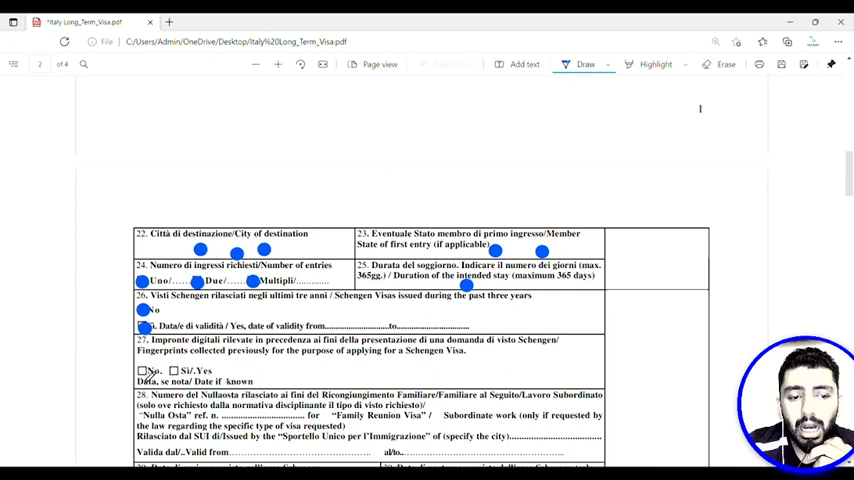 *Italy Long_Term_Visa.pdf
File
C:/Users/Admin/OneDrive/Desktop/Italy%20Long_Term_Visa.pdf
2 of 4
Page view
Add text
Draw
Highlight
Erase
1
22. Città di destinazione/City of destination
23. Eventuale Stato membro di primo ingresso/Member
State of first entry (if applicable)
24. Numero di ingressi richiesti/Number of entries
Uno/…… Due/…… Multipli/............
25. Durata del soggiorno. Indicare il numero dei giorni (max.
365gg.) / Duration of the intended stay (maximum 365 days)
26. Visti Schengen rilasciati negli ultimi tre anni / Schengen Visas issued during the past three years
No
Data/e di validità / Yes, date of validity from........................to..........................
27. Impronte digitali rilevate in precedenza ai fini della presentazione di una domanda di visto Schengen/
Fingerprints collected previously for the purpose of applying for a Schengen Visa.
No. Sì/.Yes
Data, se nota/ Date if known
28. Numero del Nullaosta rilasciato ai fini del Ricongiungimento Familiare/Familiare al Seguito/Lavoro Subordinato
(solo ove richiesto dalla normativa disciplinante il tipo di visto richiesto)/
"Nulla Osta" ref. n. ........................ for "Family Reunion Visa" / Subordinate work (only if requested by
the law regarding the specific type of visa requested)
Rilasciato dal SUI di/Issued by the "Sportello Unico per l'Immigrazione" of (specify the city)..............................
Valida dal/..Valid from………………………………… al/to..……………………………………